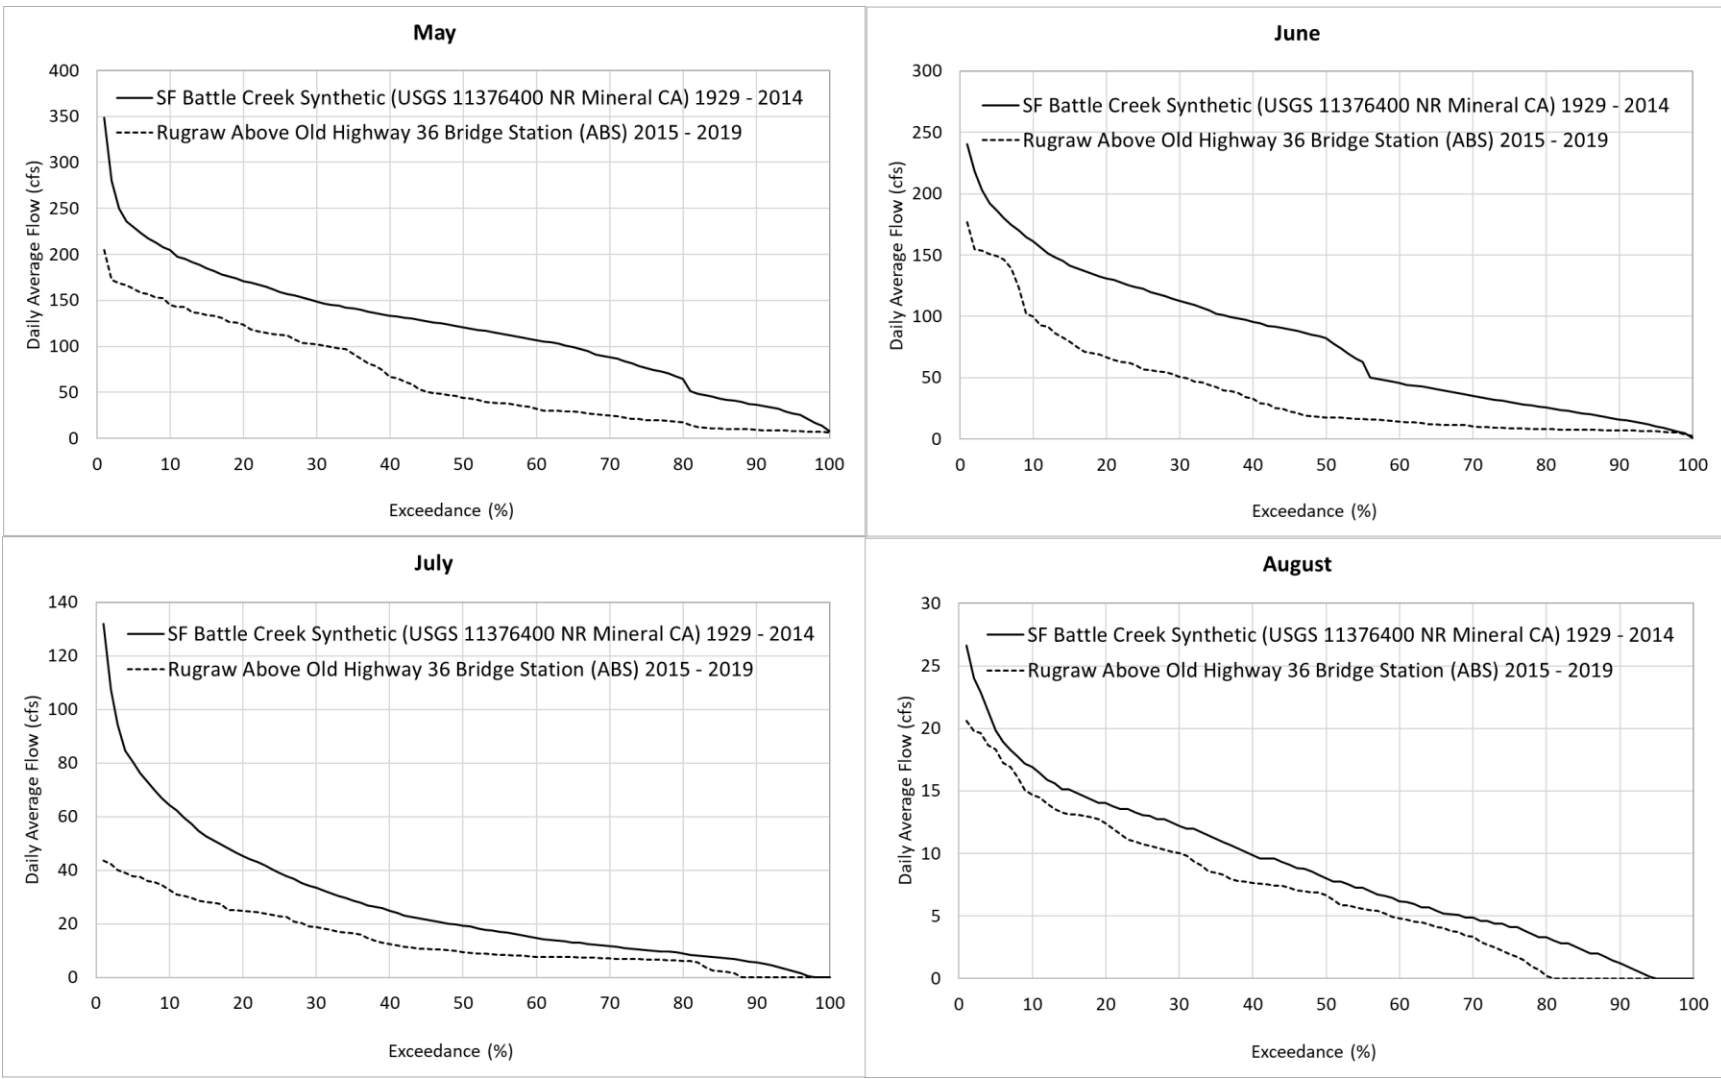 May
400
350
300
250
200
150
100
50
0
Daily Average Flow (cfs)
SF Battle Creek Synthetic (USGS 11376400 NR Mineral CA) 1929 - 2014
Rugraw Above Old Highway 36 Bridge Station (ABS) 2015 - 2019
0 10 20 30 40 50 60 70 80 90 100
Exceedance (%)
June
300
250
200
150
100
50
0
Daily Average Flow (cfs)
SF Battle Creek Synthetic (USGS 11376400 NR Mineral CA) 1929 - 2014
Rugraw Above Old Highway 36 Bridge Station (ABS) 2015 - 2019
0 10 20 30 40 50 60 70 80 90 100
Exceedance (%)
July
140
120
100
80
60
40
20
0
Daily Average Flow (cfs)
SF Battle Creek Synthetic (USGS 11376400 NR Mineral CA) 1929 - 2014
Rugraw Above Old Highway 36 Bridge Station (ABS) 2015 - 2019
0 10 20 30 40 50 60 70 80 90 100
Exceedance (%)
August
30
25
20
15
10
5
0
Daily Average Flow (cfs)
SF Battle Creek Synthetic (USGS 11376400 NR Mineral CA) 1929 - 2014
Rugraw Above Old Highway 36 Bridge Station (ABS) 2015 - 2019
0 10 20 30 40 50 60 70 80 90 100
Exceedance (%)